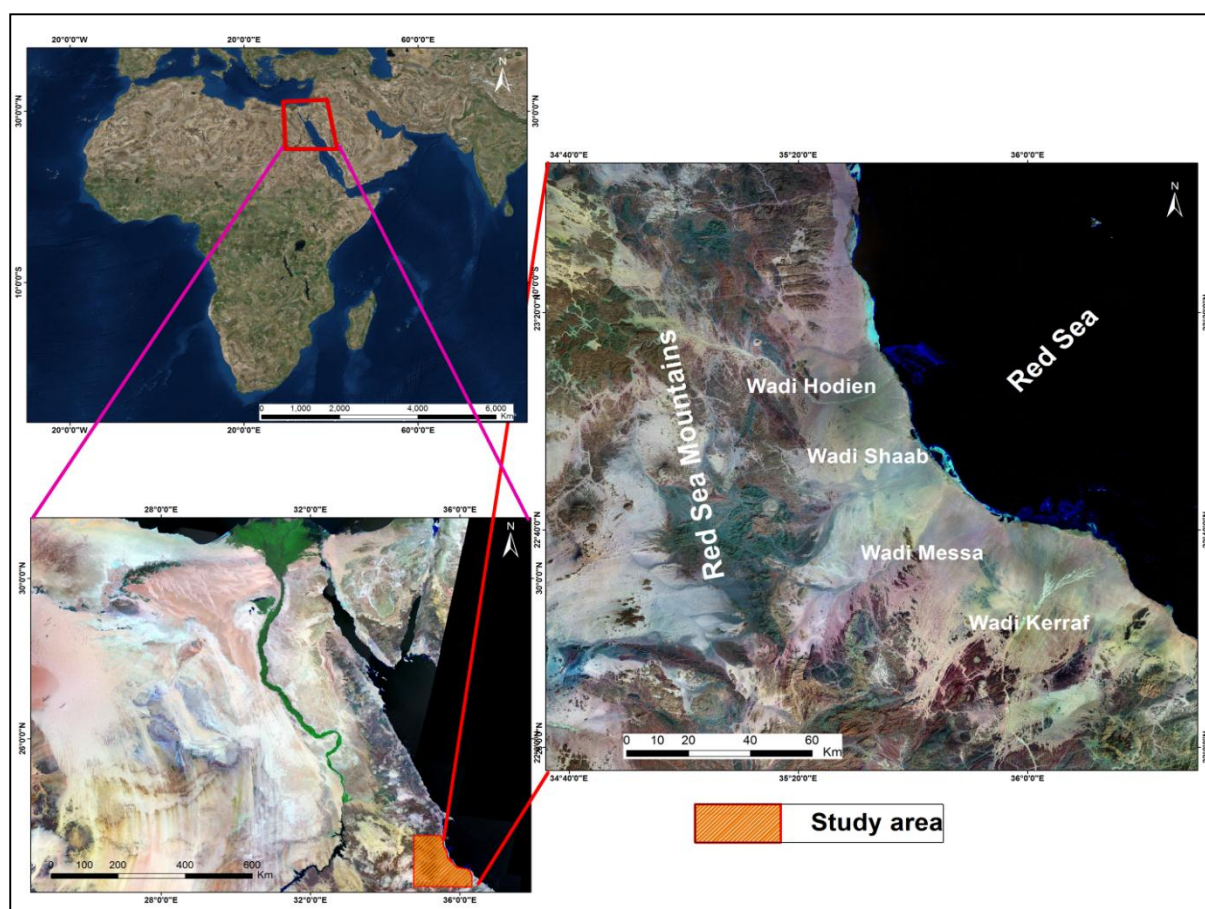 20°0'0"W 20°0'0"E 60°0'0"E
N
30°0'0"N
30°0'0"N
10°0'0"S
10°0'0"S
0 1,000 2,000 4,000 6,000
Km
20°0'0"W 20°0'0"E 60°0'0"E
34°40'0"E 35°20'0"E 36°0'0"E
N
23°20'0"N
Red Sea
Red Sea Mountains
Wadi Hodien
Wadi Shaab
22°40'0"N
Wadi Messa
Wadi Kerraf
0 10 20 40 60
Km
34°40'0"E 35°20'0"E 36°0'0"E
28°0'0"E 32°0'0"E 36°0'0"E
N
30°0'0"N
30°0'0"N
26°0'0"N
0 100 200 400 600
Km
28°0'0"E 32°0'0"E 36°0'0"E
Study area